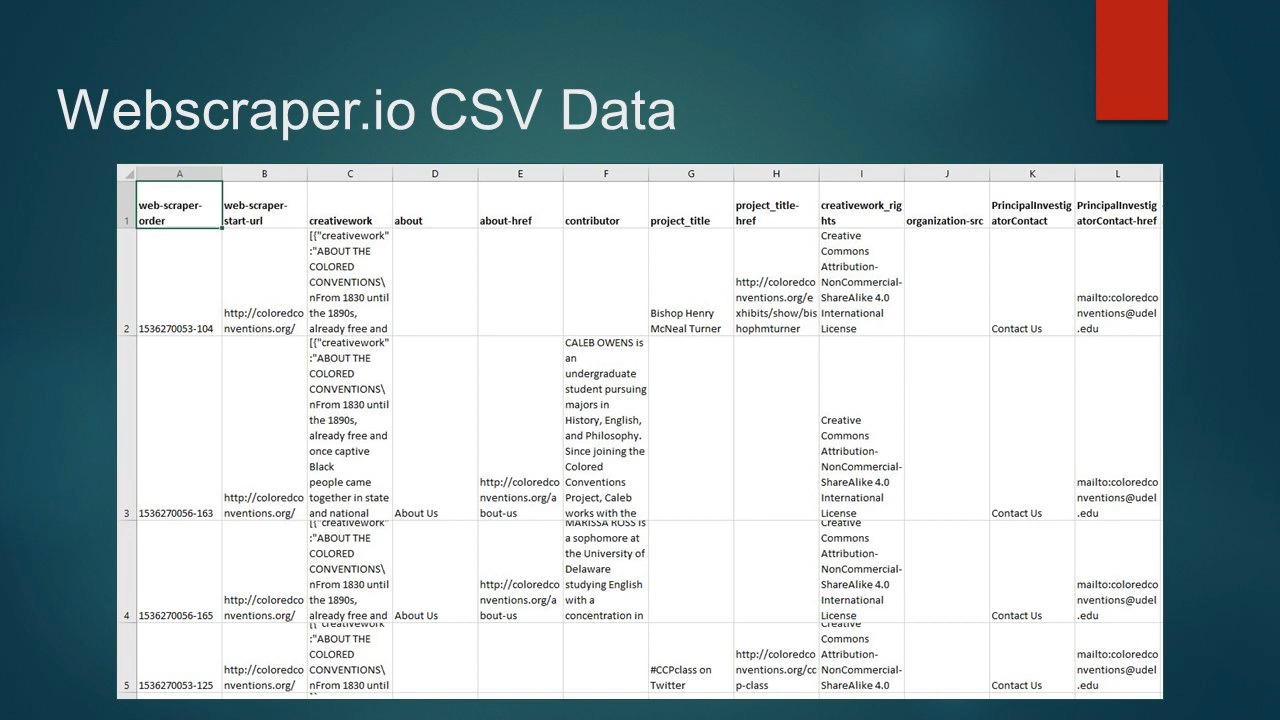 Webscraper.io CSV Data
A B C D E F G H I J K L
1
web-scraper-
order
web-scraper-
start-url
creativework
about
about-href
contributor
project_title
project_title-
href
creativework_rig
hts
organization-src
PrincipalInvestig
atorContact
PrincipalInvestig
atorContact-href
2
1536270053-104
http://coloredco
nventions.org/
[{"creativework"
:"ABOUT THE
COLORED
CONVENTIONS\
nFrom 1830 until
the 1890s,
already free and
Bishop Henry
McNeal Turner
http://coloredco
nventions.org/e
xhibits/show/bis
hophmturner
Creative
Commons
Attribution-
NonCommercial-
ShareAlike 4.0
International
License
Contact Us
mailto:coloredco
nventions@udel
.edu
3
1536270056-163
http://coloredco
nventions.org/
[{"creativework"
:"ABOUT THE
COLORED
CONVENTIONS\
nFrom 1830 until
the 1890s,
already free and
once captive
Black
people came
together in state
and national
About Us
http://coloredco
nventions.org/a
bout-us
CALEB OWENS is
an
undergraduate
student pursuing
majors in
History, English,
and Philosophy.
Since joining the
Colored
Conventions
Project, Caleb
works with the
Creative
Commons
Attribution-
NonCommercial-
ShareAlike 4.0
International
License
Contact Us
mailto:coloredco
nventions@udel
.edu
4
1536270056-165
http://coloredco
nventions.org/
[{"creativework"
:"ABOUT THE
COLORED
CONVENTIONS\
nFrom 1830 until
the 1890s,
already free and
About Us
http://coloredco
nventions.org/a
bout-us
MARISSA ROSS is
a sophomore at
the University of
Delaware
studying English
with a
concentration in
Creative
Commons
Attribution-
NonCommercial-
ShareAlike 4.0
International
License
Contact Us
mailto:coloredco
nventions@udel
.edu
5
1536270053-125
http://coloredco
nventions.org/
[{"creativework"
:"ABOUT THE
COLORED
CONVENTIONS\
nFrom 1830 until
#CCPclass on
Twitter
http://coloredco
nventions.org/cc
p-class
Creative
Commons
Attribution-
NonCommercial-
ShareAlike 4.0
Contact Us
mailto:coloredco
nventions@udel
.edu